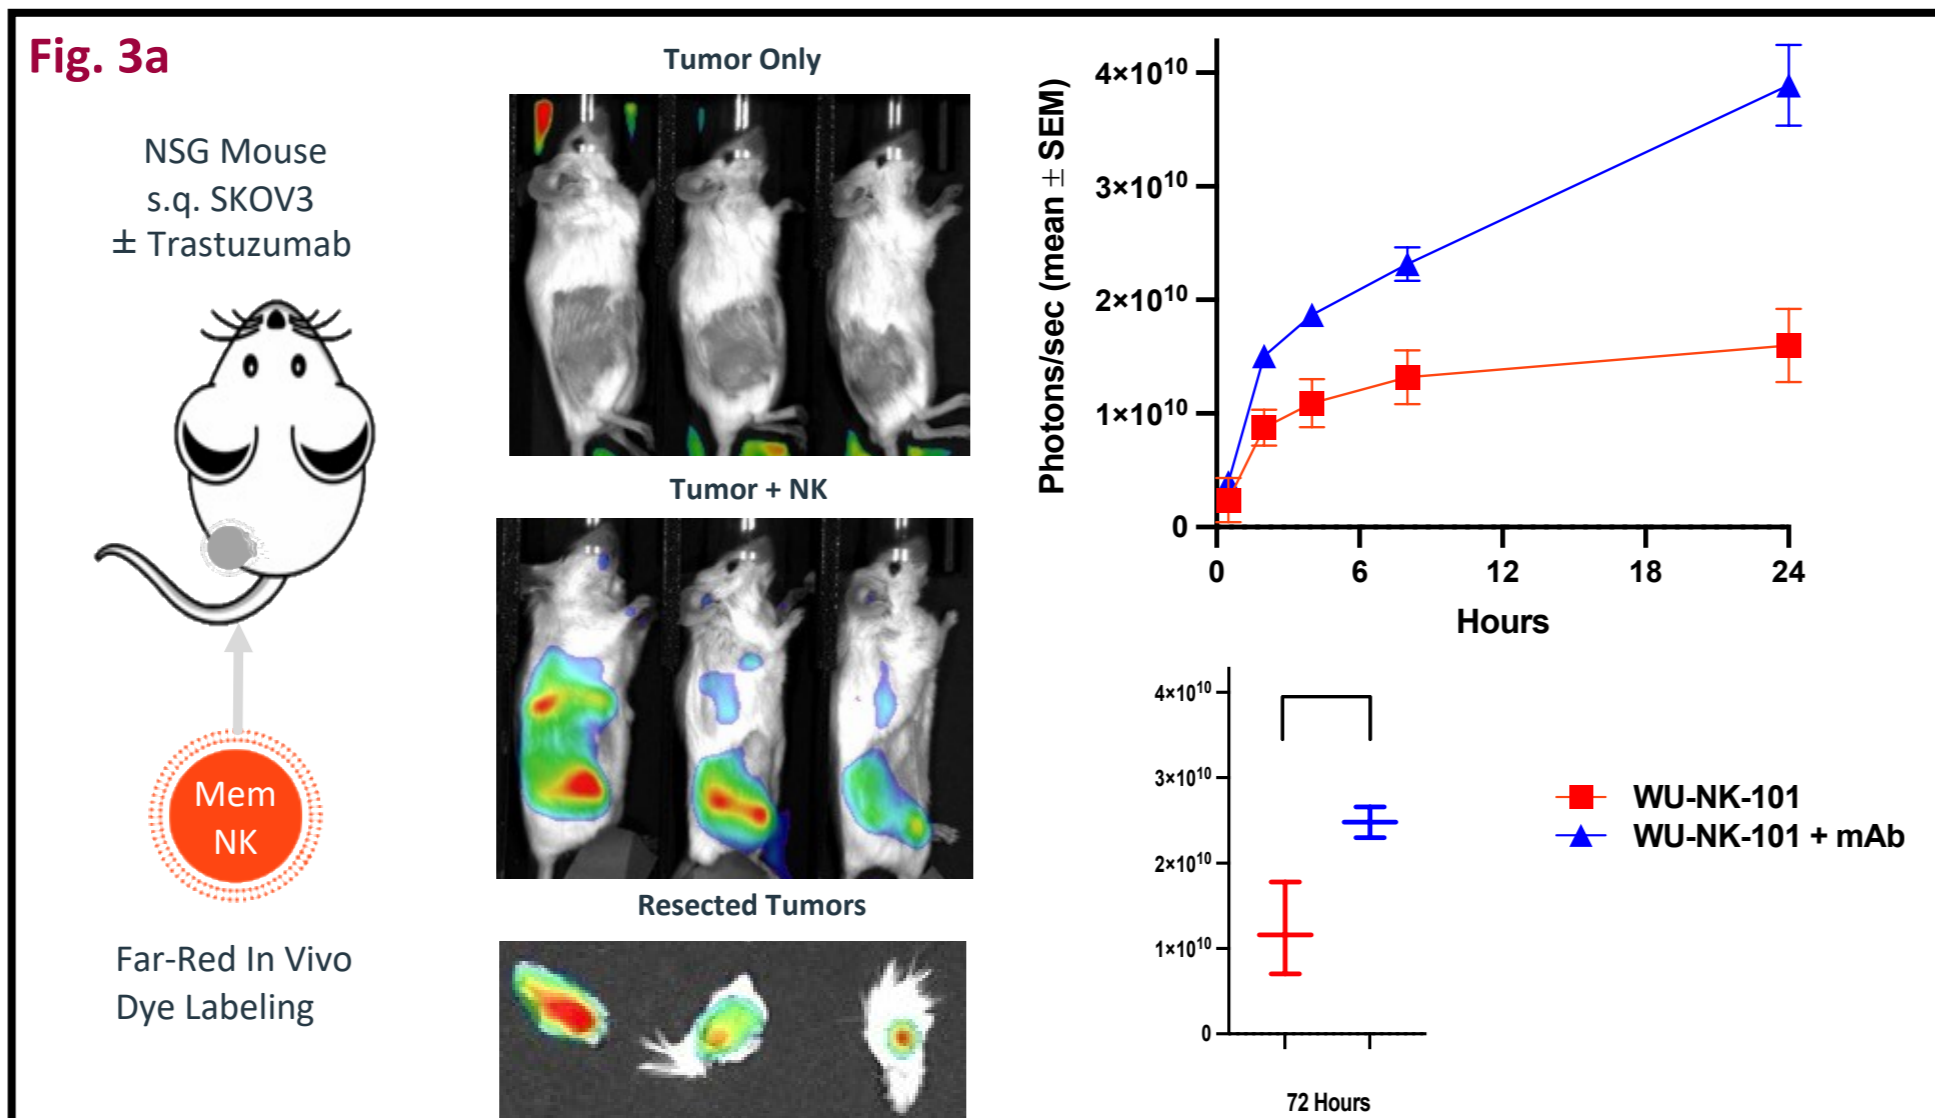 Fig. 3a
NSG Mouse
s.q. SKOV3
± Trastuzumab
Mem
NK
Far-Red In Vivo
Dye Labeling
Tumor Only
Tumor + NK
Resected Tumors
Photons/sec (mean ± SEM)
4×10¹⁰
3×10¹⁰
2×10¹⁰
1×10¹⁰
0
0 6 12 18 24
Hours
4×10¹⁰
3×10¹⁰
2×10¹⁰
1×10¹⁰
0
72 Hours
WU-NK-101
WU-NK-101 + mAb